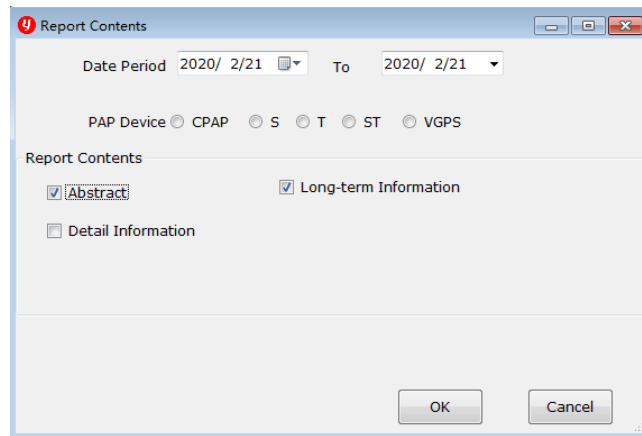 Report Contents
Date Period 2020/ 2/21 To 2020/ 2/21
PAP Device CPAP S T ST VGPS
Report Contents
Abstract Long-term Information
Detail Information
OK Cancel